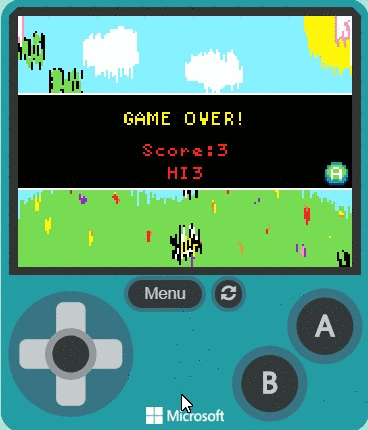 GAME OVER!
Score:3
HI3
A
Menu
A
B
Microsoft